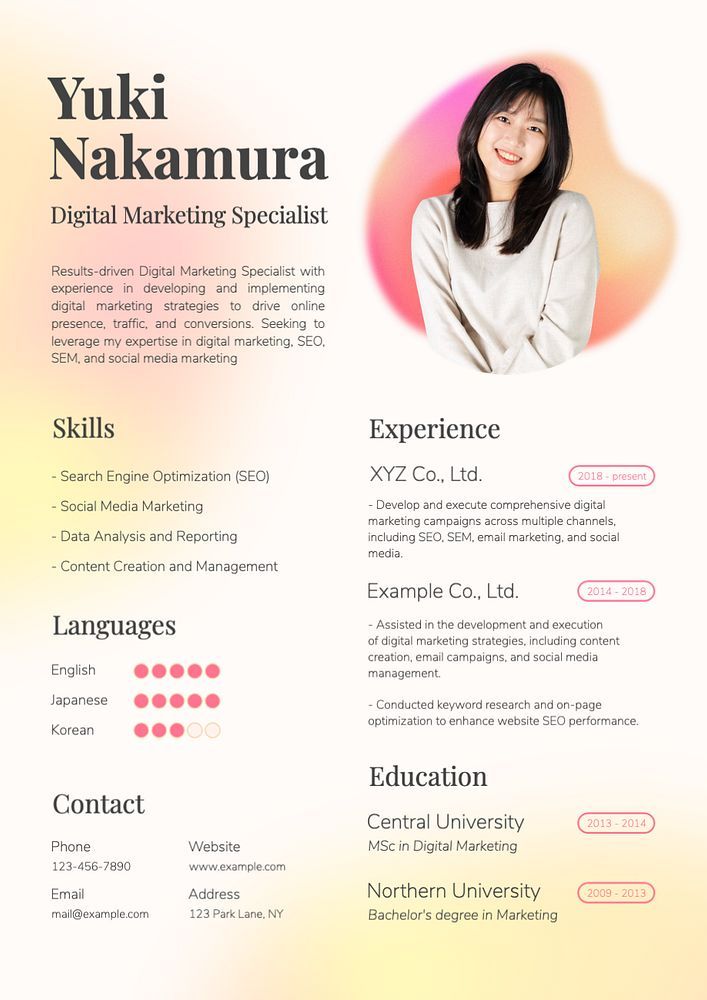 Yuki
Nakamura
Digital Marketing Specialist
Results-driven Digital Marketing Specialist with
experience in developing and implementing
digital marketing strategies to drive online
presence, traffic, and conversions. Seeking to
leverage my expertise in digital marketing, SEO,
SEM, and social media marketing
Skills
- Search Engine Optimization (SEO)
- Social Media Marketing
- Data Analysis and Reporting
- Content Creation and Management
Languages
English
Japanese
Korean
Contact
Phone
123-456-7890
Website
www.example.com
Email
mail@example.com
Address
123 Park Lane, NY
Experience
XYZ Co., Ltd.
2018 - present
- Develop and execute comprehensive digital
marketing campaigns across multiple channels,
including SEO, SEM, email marketing, and social
media.
Example Co., Ltd.
2014 - 2018
- Assisted in the development and execution
of digital marketing strategies, including content
creation, email campaigns, and social media
management.
- Conducted keyword research and on-page
optimization to enhance website SEO performance.
Education
Central University
2013 - 2014
MSc in Digital Marketing
Northern University
2009 - 2013
Bachelor's degree in Marketing